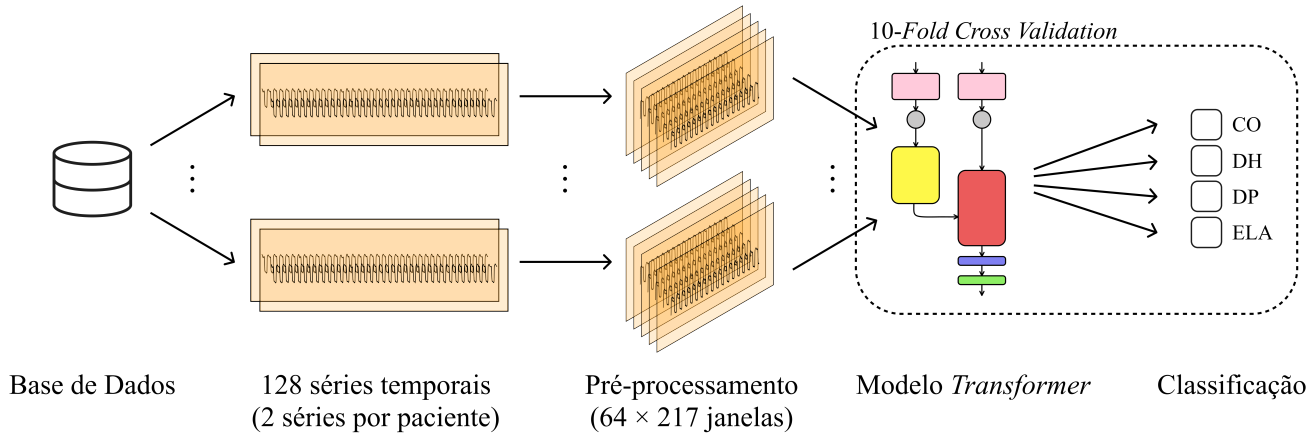 10-Fold Cross Validation
CO
DH
DP
ELA
Base de Dados
128 séries temporais
(2 séries por paciente)
Pré-processamento
(64 × 217 janelas)
Modelo Transformer
Classificação